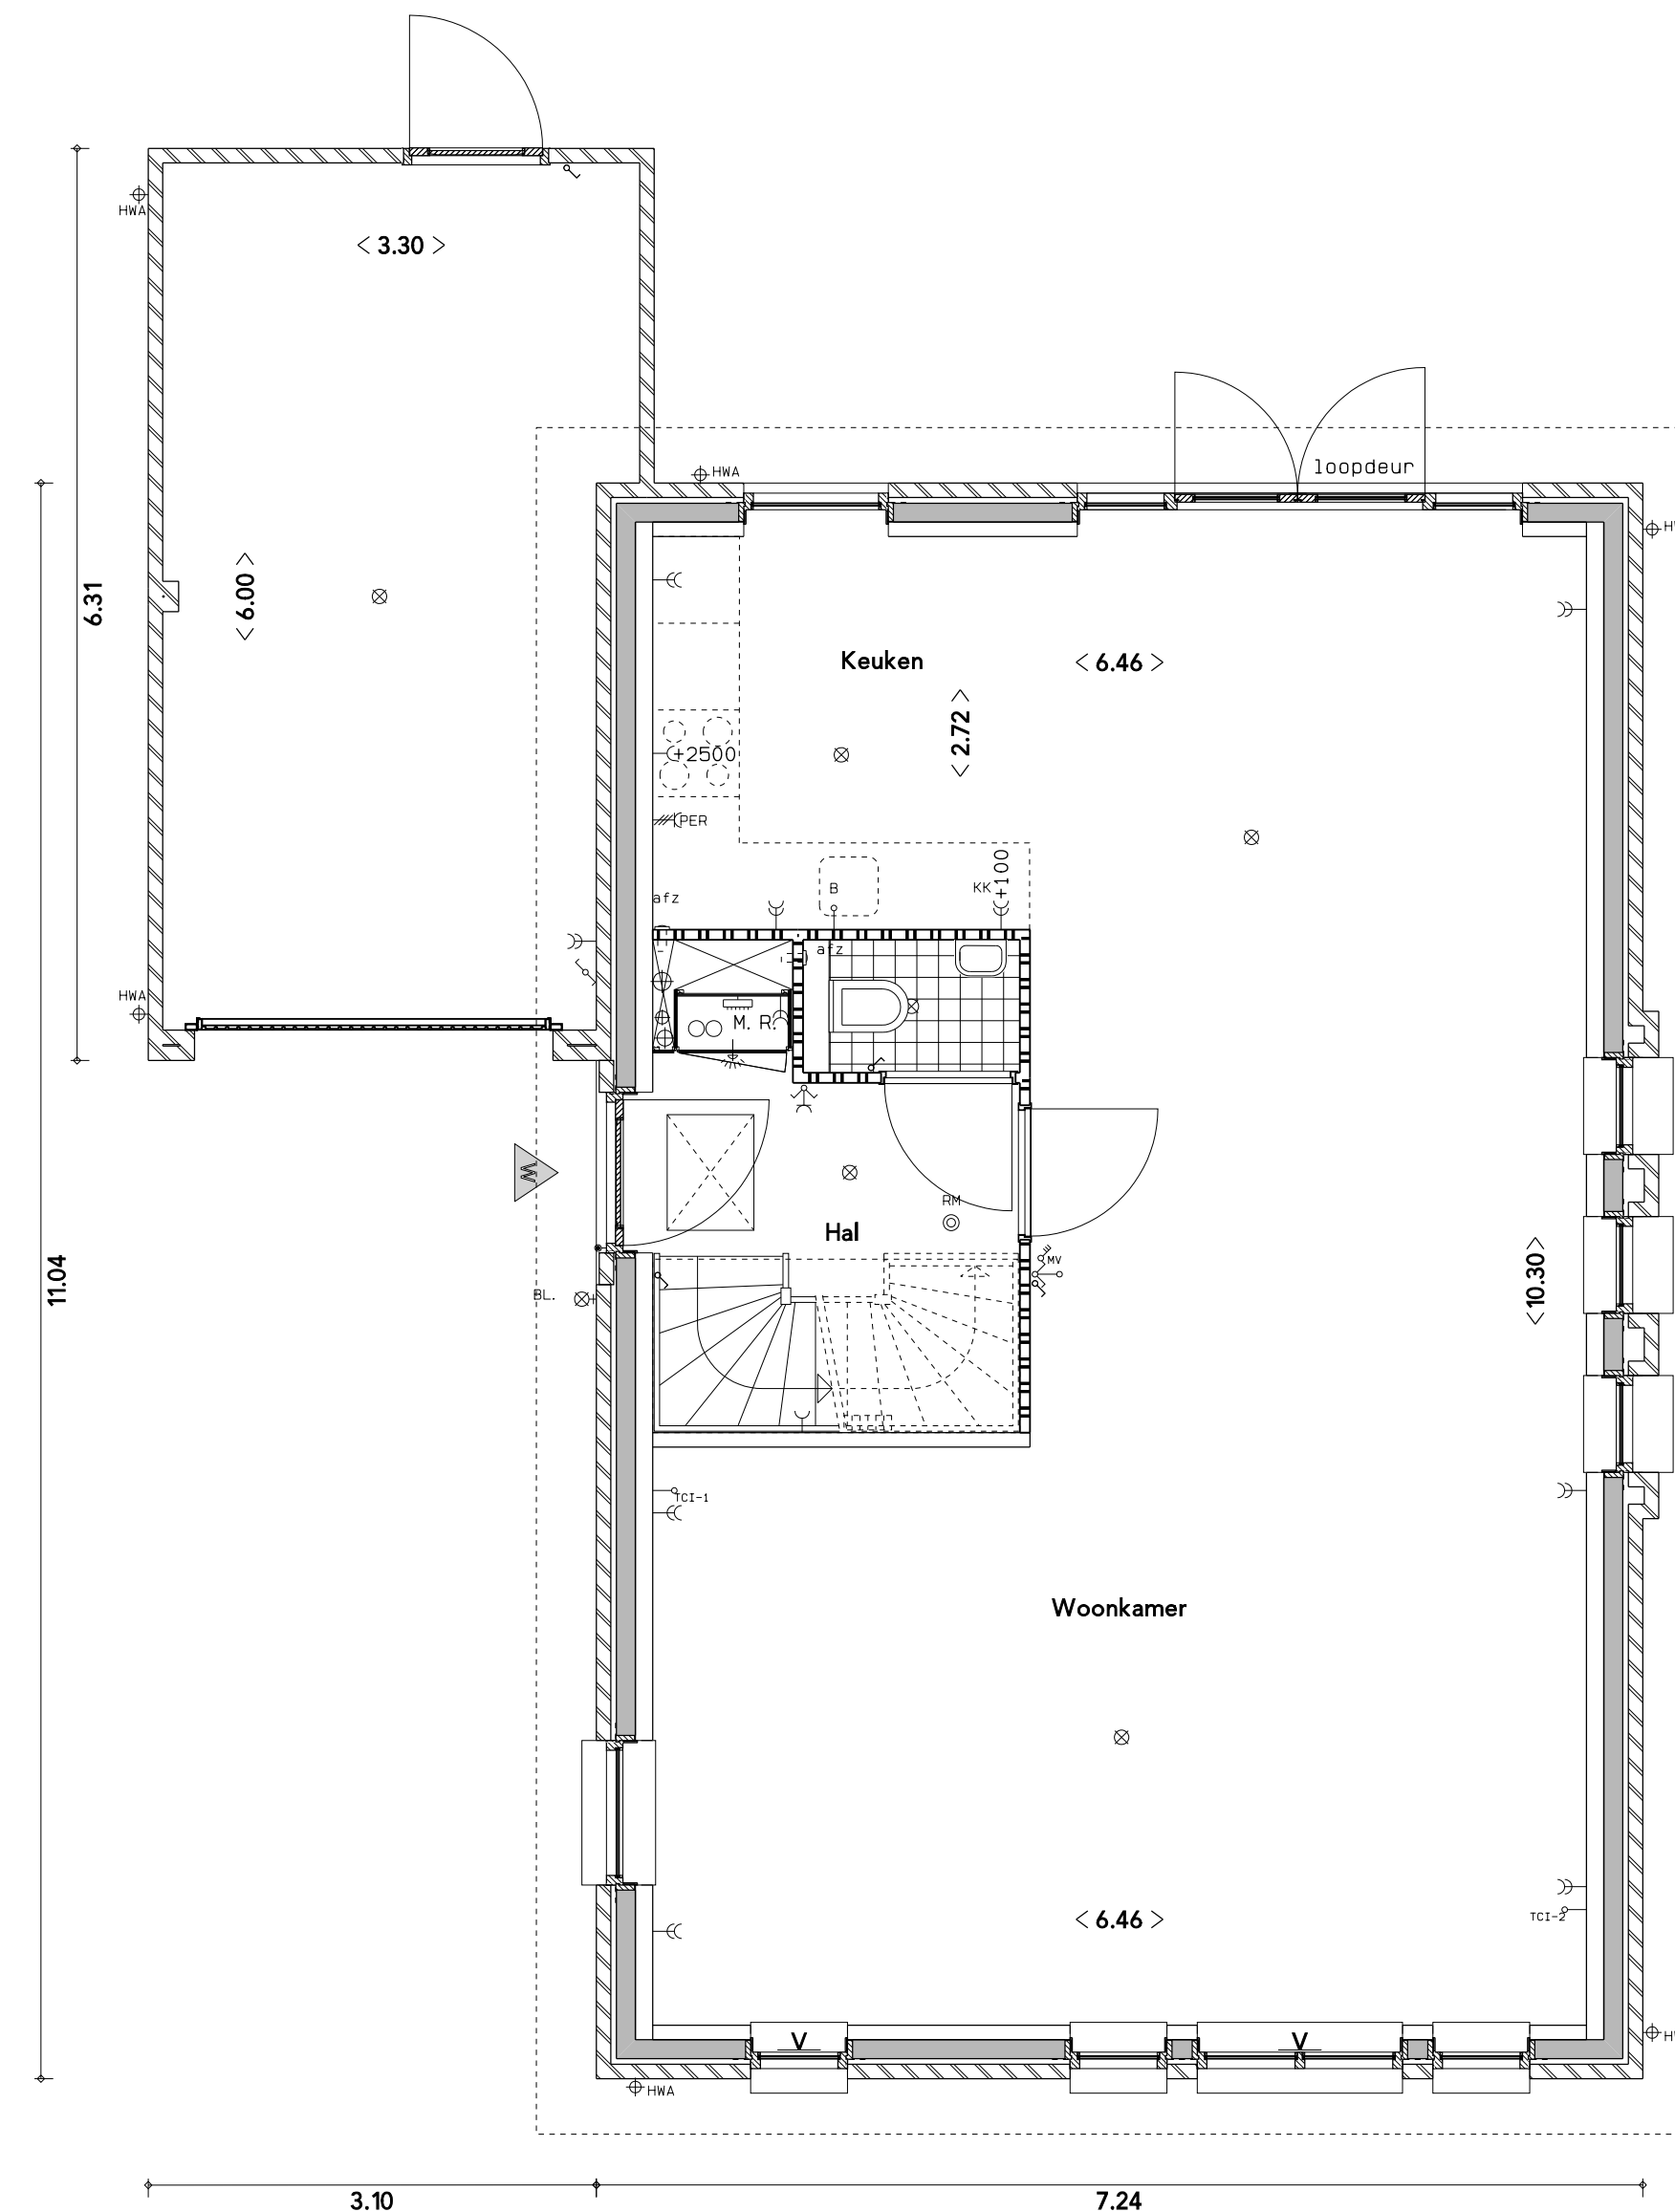 HWA
< 3.30 >
loopdeur
HWA
H
6.31
< 6.00 >
Keuken
< 6.46 >
< 2.72 >
+2500
PER
B
KK
+100
afz
afz
HWA
M. R.
W
RM
Hal
MV
BL.
11.04
< 10.30 >
TCI-1
Woonkamer
< 6.46 >
TCI-2
V
V
HWA
H
3.10
7.24